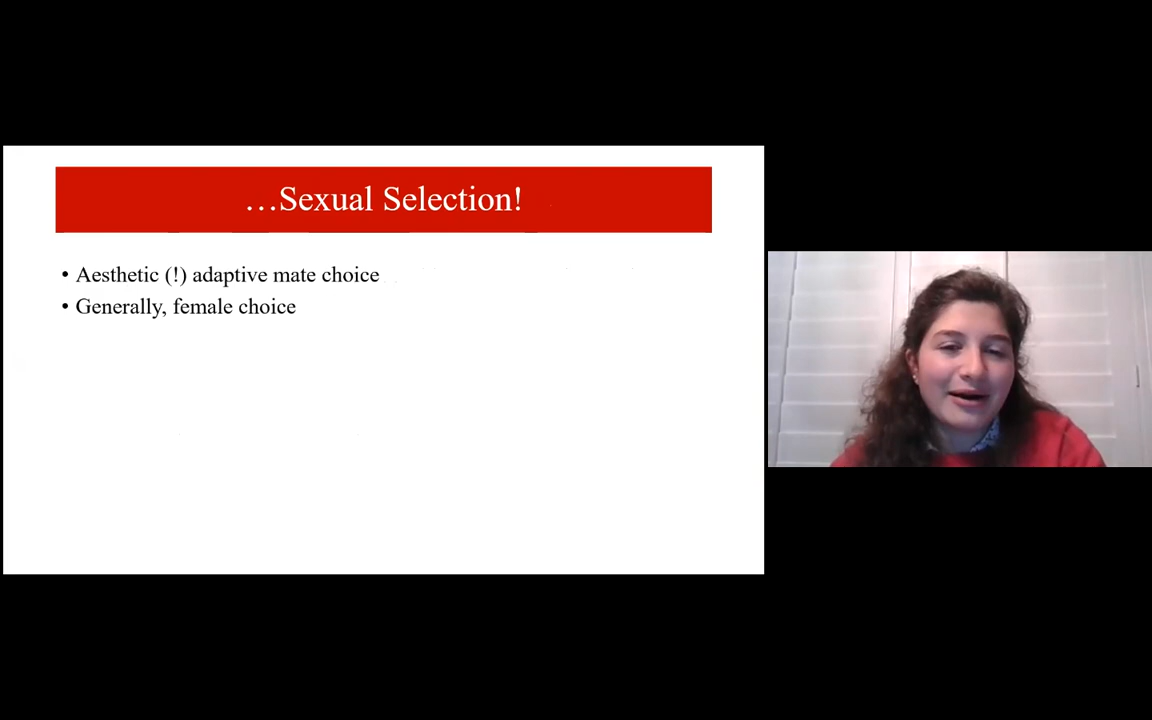 …Sexual Selection!
• Aesthetic (!) adaptive mate choice
• Generally, female choice